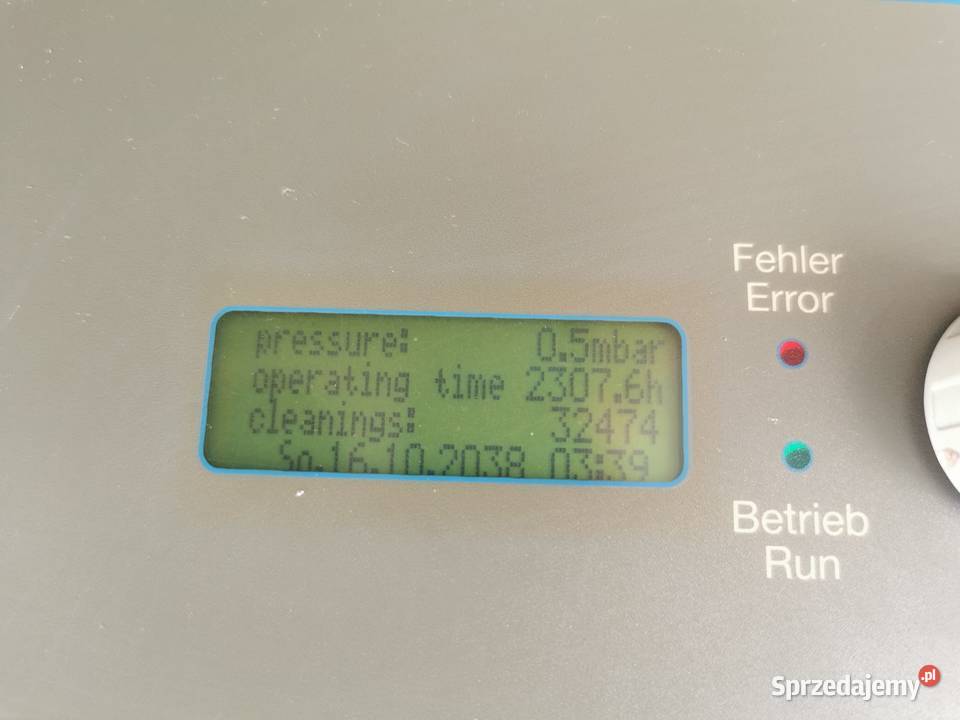 Fehler
Error
pressure: 0.5mbar
operating time 2307.6h
cleanings: 32474
So.16.10.2038 03:39
Betrieb
Run
Sprzedajemy.pl